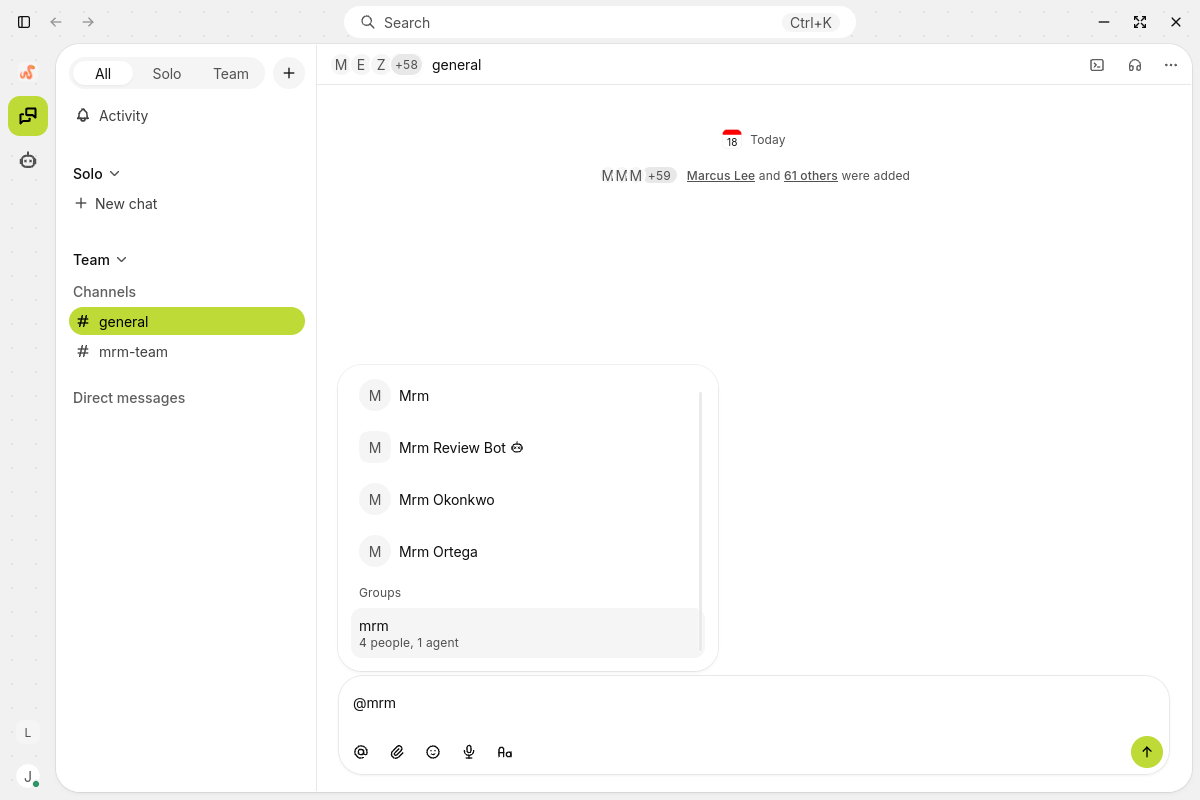 Search Ctrl+K
All Solo Team
Activity
Solo
New chat
Team
Channels
# general
# mrm-team
Direct messages
L
J
M E Z +58 general
18 Today
M M M +59 Marcus Lee and 61 others were added
M Mrm
M Mrm Review Bot
M Mrm Okonkwo
M Mrm Ortega
Groups
mrm
4 people, 1 agent
@mrm
Aa